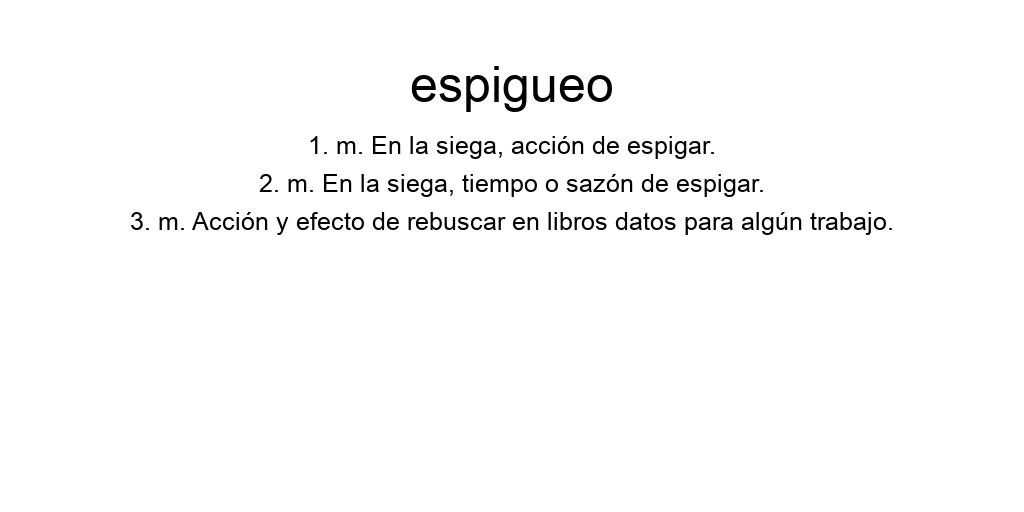 espigueo
1. m. En la siega, acción de espigar.
2. m. En la siega, tiempo o sazón de espigar.
3. m. Acción y efecto de rebuscar en libros datos para algún trabajo.